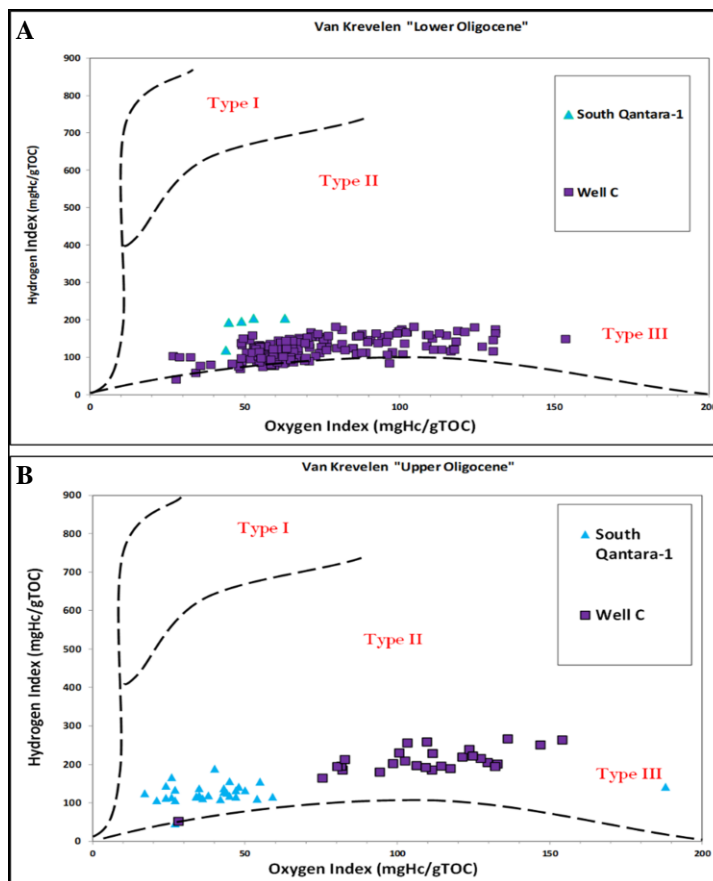 A
Van Krevelen "Lower Oligocene"
900
800
700
600
500
400
300
200
100
0
Hydrogen Index (mgHc/gTOC)
Type I
Type II
Type III
South Qantara-1
Well C
0
50
100
150
200
Oxygen Index (mgHc/gTOC)
B
Van Krevelen "Upper Oligocene"
900
800
700
600
500
400
300
200
100
0
Hydrogen Index (mgHc/gTOC)
Type I
Type II
Type III
South
Qantara-1
Well C
0
50
100
150
200
Oxygen Index (mgHc/gTOC)